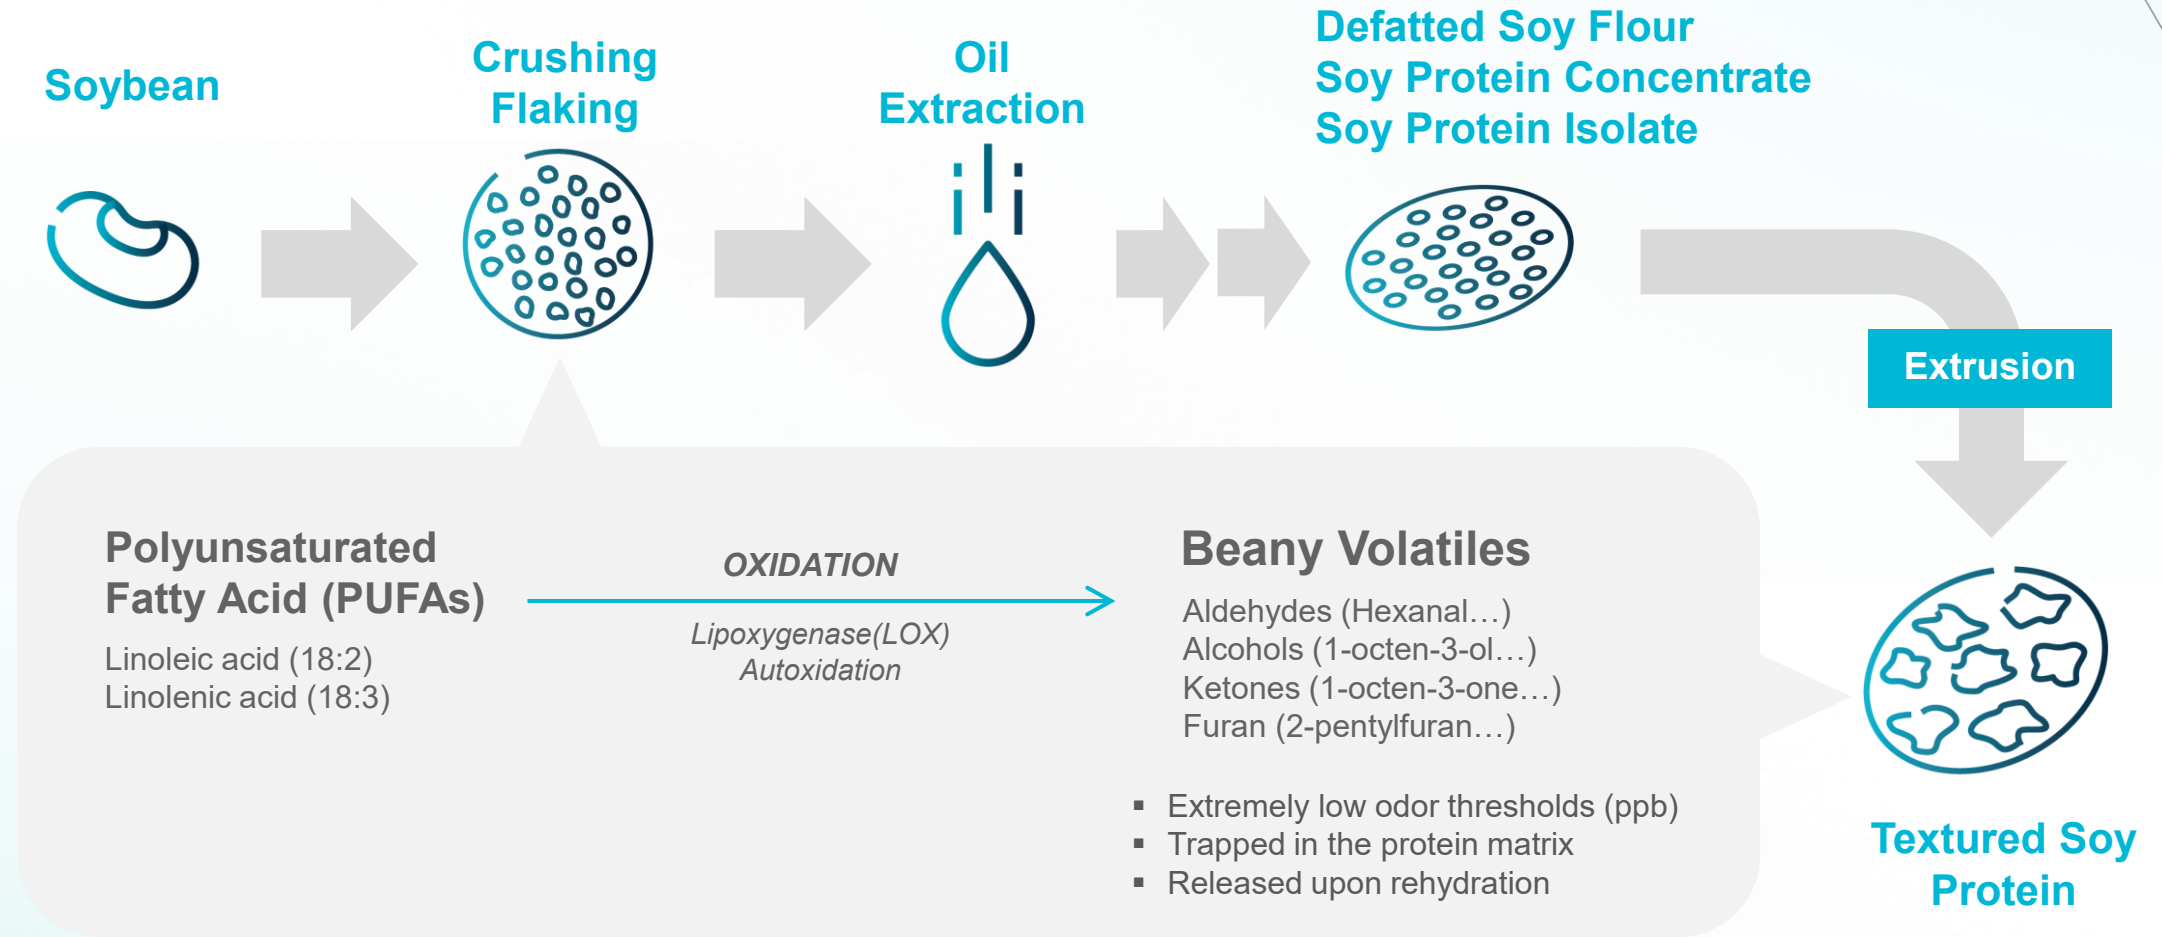 Soybean
Crushing
Flaking
Oil
Extraction
Defatted Soy Flour
Soy Protein Concentrate
Soy Protein Isolate
Extrusion
Polyunsaturated
Fatty Acid (PUFAs)
Linoleic acid (18:2)
Linolenic acid (18:3)
OXIDATION
Lipoxygenase(LOX)
Autoxidation
Beany Volatiles
Aldehydes (Hexanal…)
Alcohols (1-octen-3-ol…)
Ketones (1-octen-3-one…)
Furan (2-pentylfuran…)
▪ Extremely low odor thresholds (ppb)
▪ Trapped in the protein matrix
▪ Released upon rehydration
Textured Soy
Protein